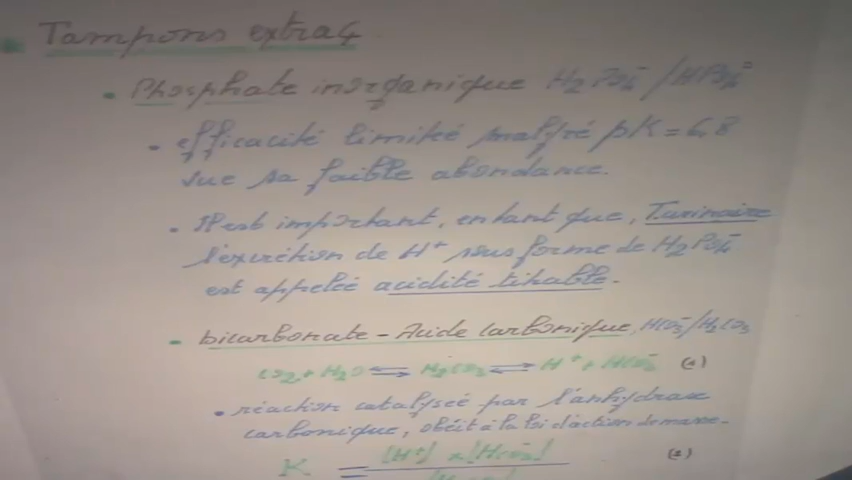 Tampons extra
Phosphate inorganique H2PO4-/HPO4=
efficacité limitée malgré pK = 6,8
vue sa faible abondance.
Il est important, en tant que, T.urinaire
l'excrétion de H+ sous forme de H2PO4-
est appelée acidité titrable.
bicarbonate - Acide carbonique, HCO3-/H2CO3
CO2 + H2O ⇌ H2CO3 ⇌ H+ + HCO3- (1)
réaction catalysée par l'anhydrase
carbonique, obéit à la loi d'action de masse.
K = [H+] x [HCO3-] (2)